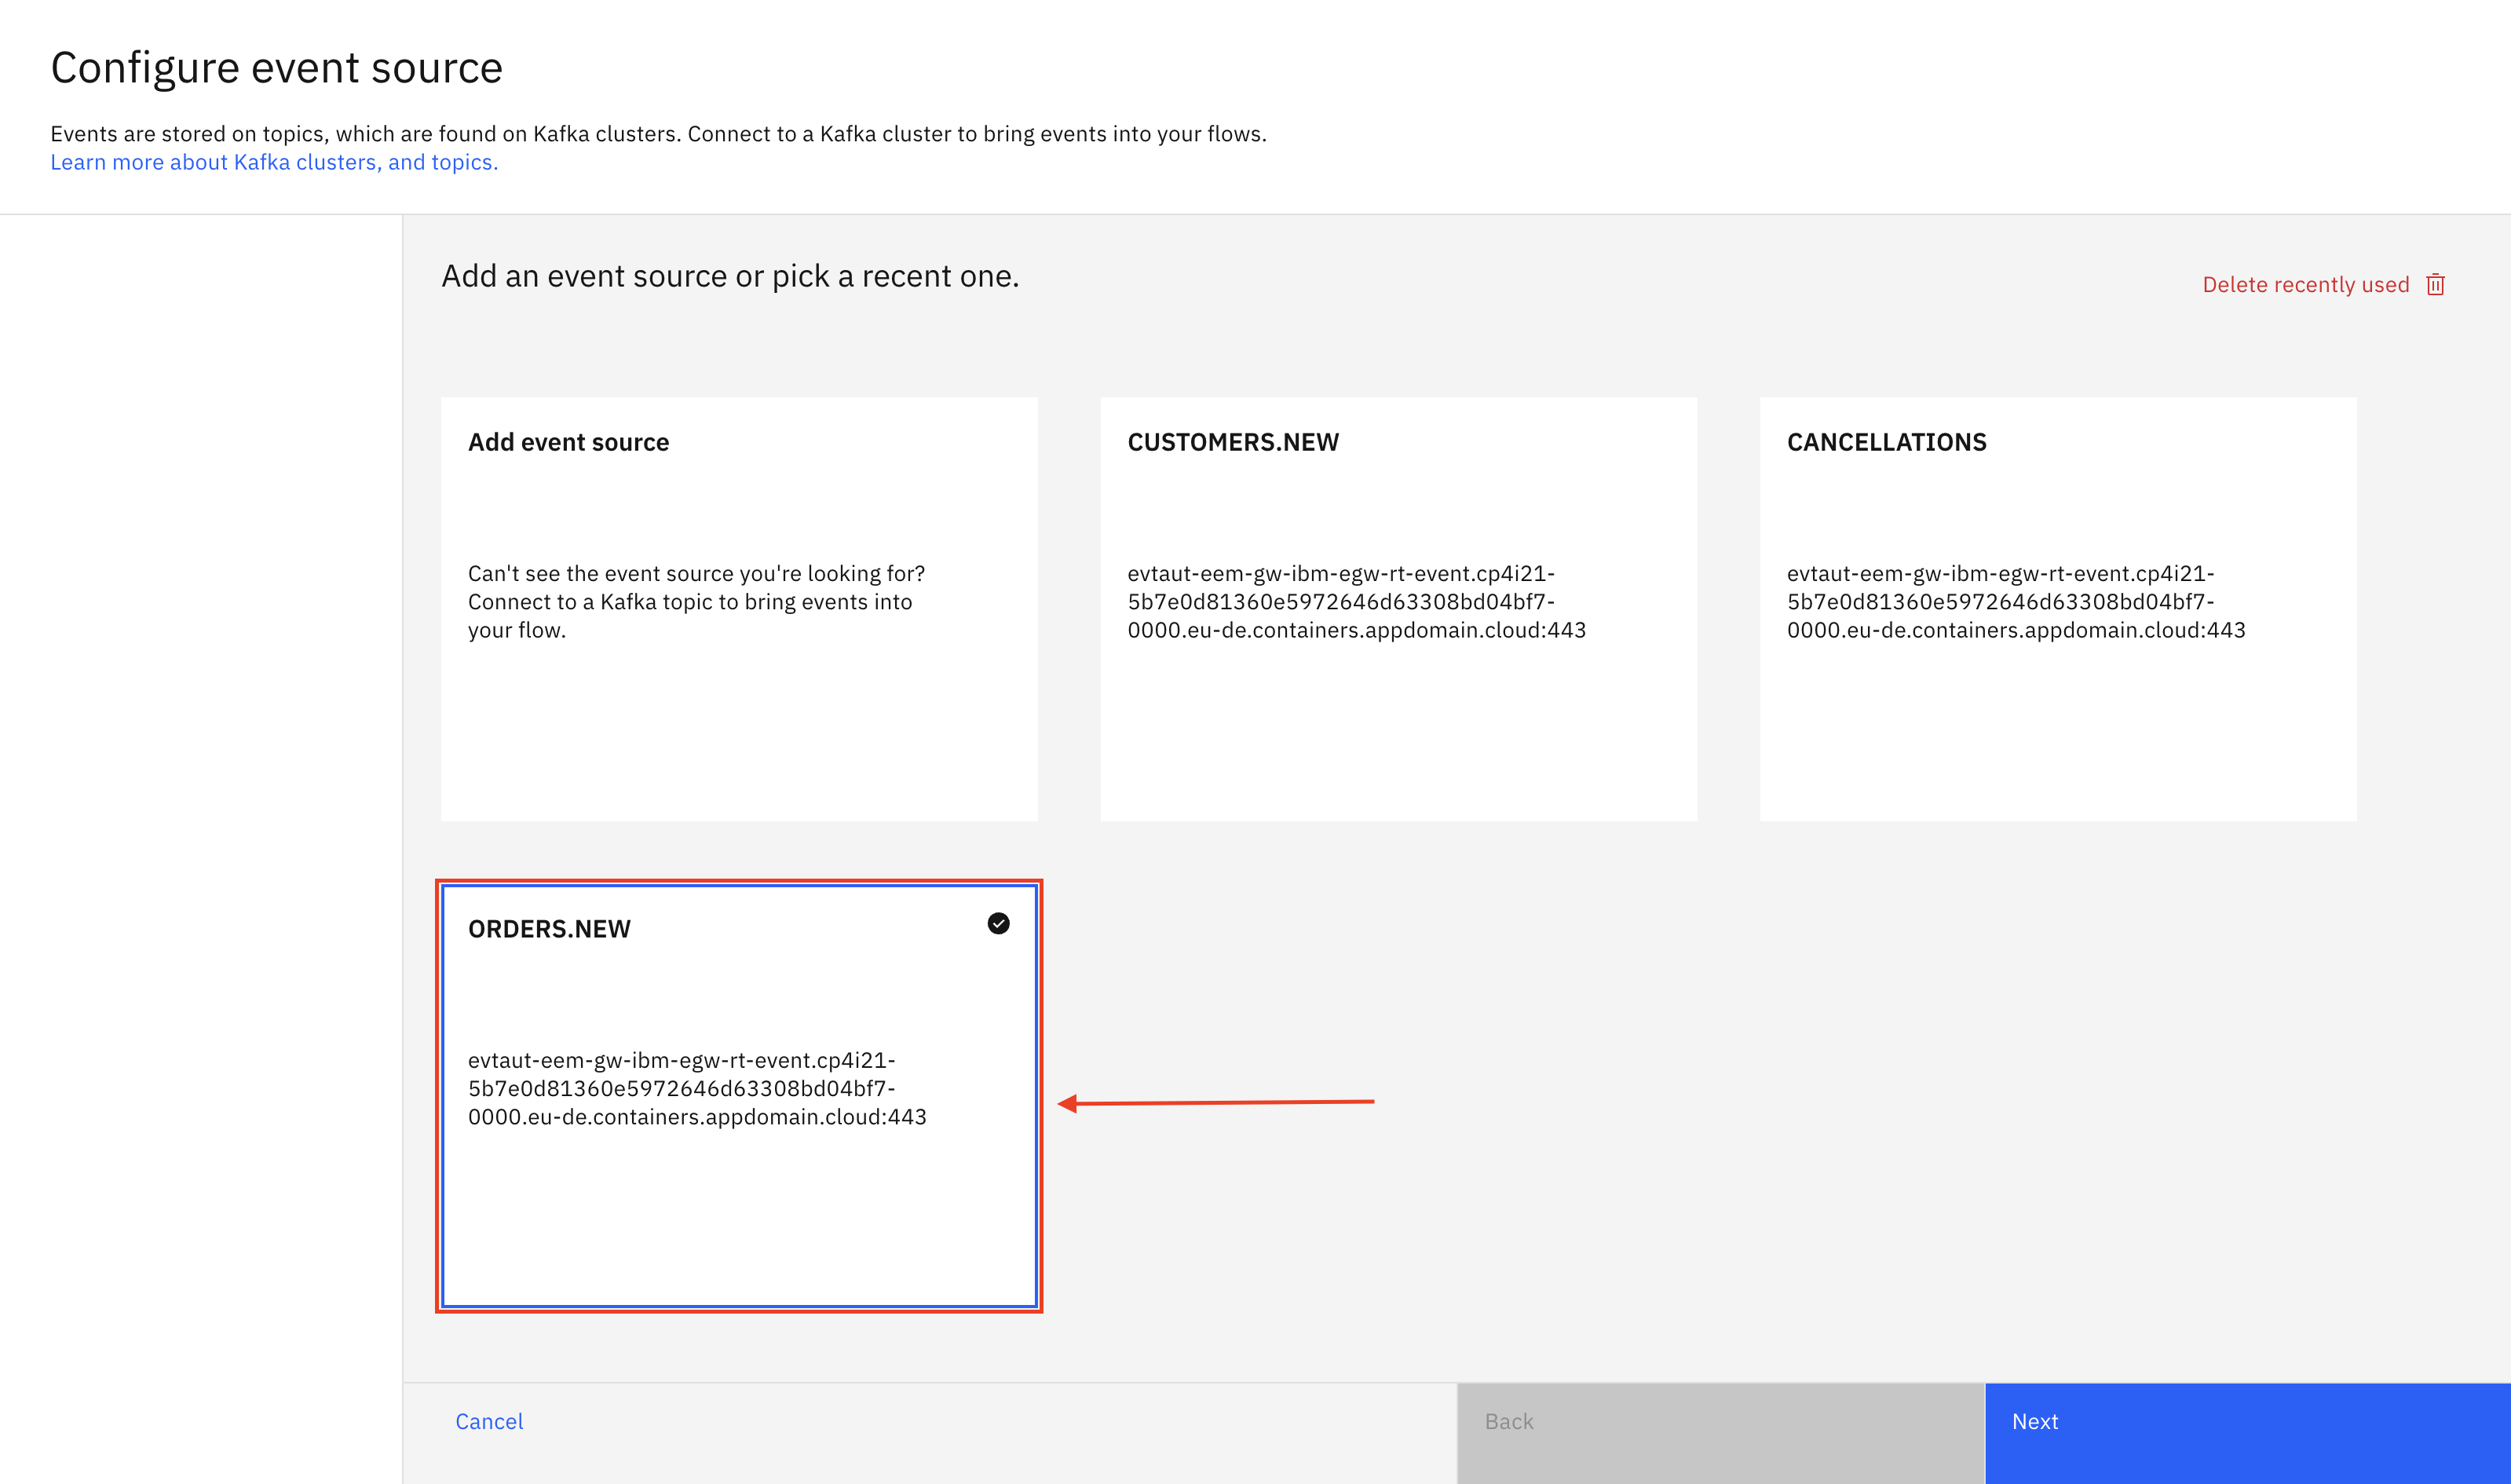 Configure event source
Events are stored on topics, which are found on Kafka clusters. Connect to a Kafka cluster to bring events into your flows.
Learn more about Kafka clusters, and topics.
Add an event source or pick a recent one.
Delete recently used
Add event source
Can't see the event source you're looking for?
Connect to a Kafka topic to bring events into
your flow.
CUSTOMERS.NEW
evtaut-eem-gw-ibm-egw-rt-event.cp4i21-
5b7e0d81360e5972646d63308bd04bf7-
0000.eu-de.containers.appdomain.cloud:443
CANCELLATIONS
evtaut-eem-gw-ibm-egw-rt-event.cp4i21-
5b7e0d81360e5972646d63308bd04bf7-
0000.eu-de.containers.appdomain.cloud:443
ORDERS.NEW
evtaut-eem-gw-ibm-egw-rt-event.cp4i21-
5b7e0d81360e5972646d63308bd04bf7-
0000.eu-de.containers.appdomain.cloud:443
Cancel
Back
Next